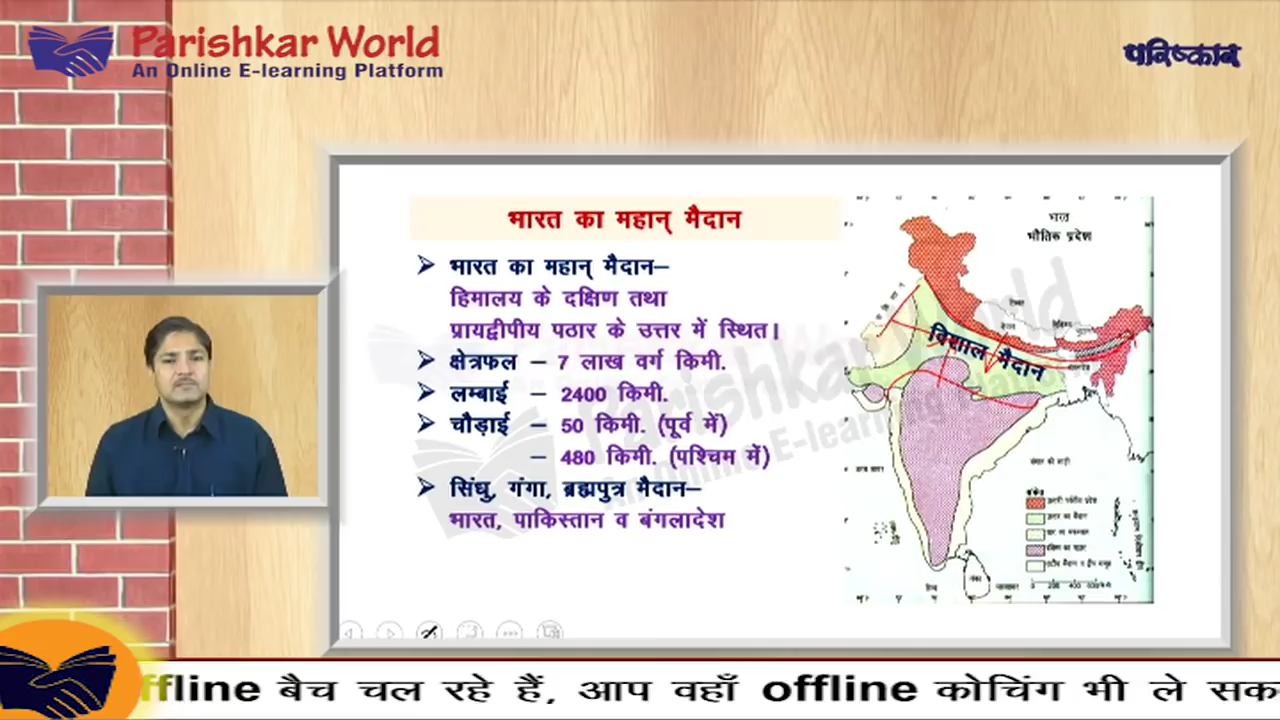 Parishkar World
An Online E-learning Platform
परिष्कार
भारत का महान् मैदान
➢ भारत का महान् मैदान–
हिमालय के दक्षिण तथा
प्रायद्वीपीय पठार के उत्तर में स्थित।
➢ क्षेत्रफल – 7 लाख वर्ग किमी.
➢ लम्बाई – 2400 किमी.
➢ चौड़ाई – 50 किमी. (पूर्व में)
– 480 किमी. (पश्चिम में)
➢ सिंधु, गंगा, ब्रह्मपुत्र मैदान–
भारत, पाकिस्तान व बंगलादेश
भारत
भौतिक प्रदेश
विशाल मैदान
Parishkar World
ffline बैच चल रहे हैं, आप वहाँ offline कोचिंग भी ले सक